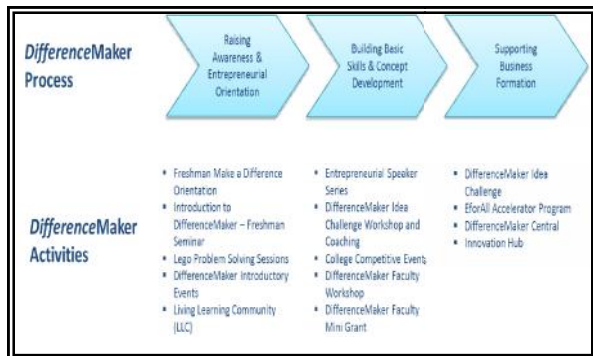 DifferenceMaker
Process
Raising
Awareness &
Entrepreneurial
Orientation
Building Basic
Skills & Concept
Development
Supporting
Business
Formation
DifferenceMaker
Activities
▪ Freshman Make a Difference
Orientation
▪ Introduction to
DifferenceMaker – Freshman
Seminar
▪ Lego Problem Solving Sessions
▪ DifferenceMaker Introductory
Events
▪ Living Learning Community
(LLC)
▪ Entrepreneurial Speaker
Series
▪ DifferenceMaker Idea
Challenge Workshop and
Coaching
▪ College Competitive Event
▪ DifferenceMaker Faculty
Workshop
▪ DifferenceMaker Faculty
Mini Grant
▪ DifferenceMaker Idea
Challenge
▪ EforAll Accelerator Program
▪ DifferenceMaker Central
▪ Innovation Hub